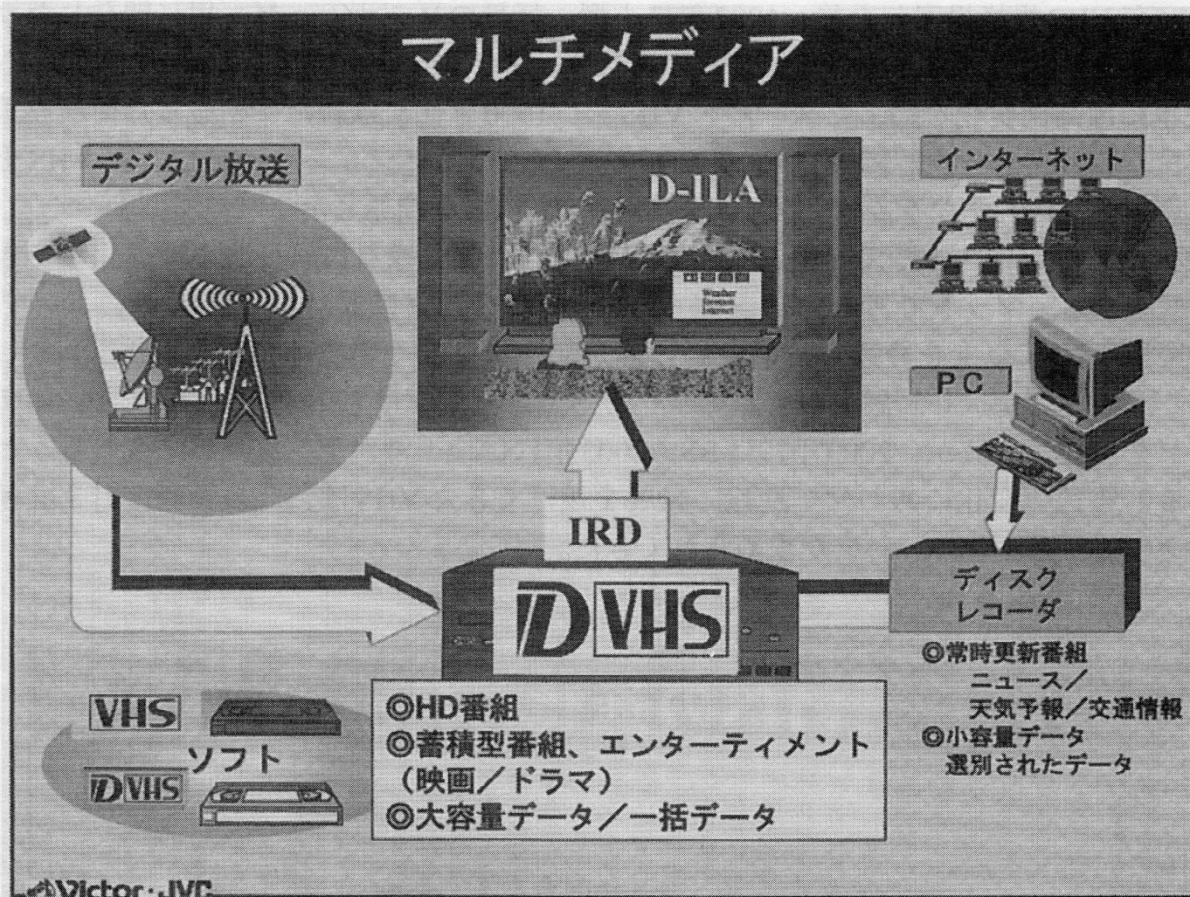 マルチメディア
デジタル放送
D-ILA
Weather
Internet
インターネット
PC
IRD
D VHS
ディスク
レコーダ
◎常時更新番組
ニュース/
天気予報/交通情報
◎小容量データ
選別されたデータ
VHS
ソフト
D VHS
◎HD番組
◎蓄積型番組、エンターティメント
(映画/ドラマ)
◎大容量データ/一括データ
Victor・JVC